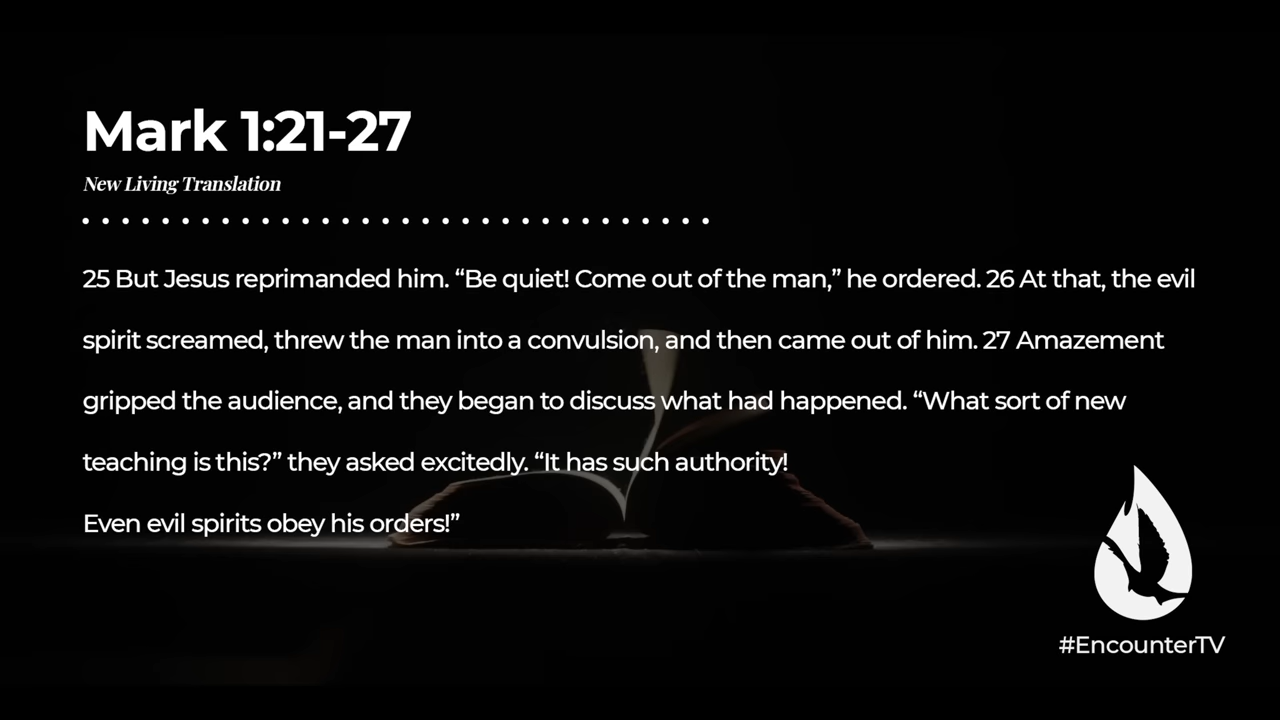 Mark 1:21-27
New Living Translation
25 But Jesus reprimanded him. “Be quiet! Come out of the man,” he ordered. 26 At that, the evil
spirit screamed, threw the man into a convulsion, and then came out of him. 27 Amazement
gripped the audience, and they began to discuss what had happened. “What sort of new
teaching is this?” they asked excitedly. “It has such authority!
Even evil spirits obey his orders!”
#EncounterTV